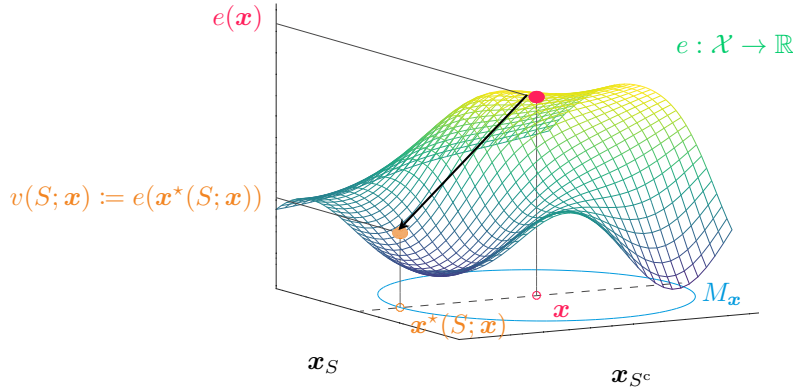 e(𝒙)
e : 𝒳 → ℝ
v(S; 𝒙) ≔ e(𝒙⋆(S; 𝒙))
M𝒙
𝒙
𝒙⋆(S; 𝒙)
𝒙S
𝒙Sᶜ